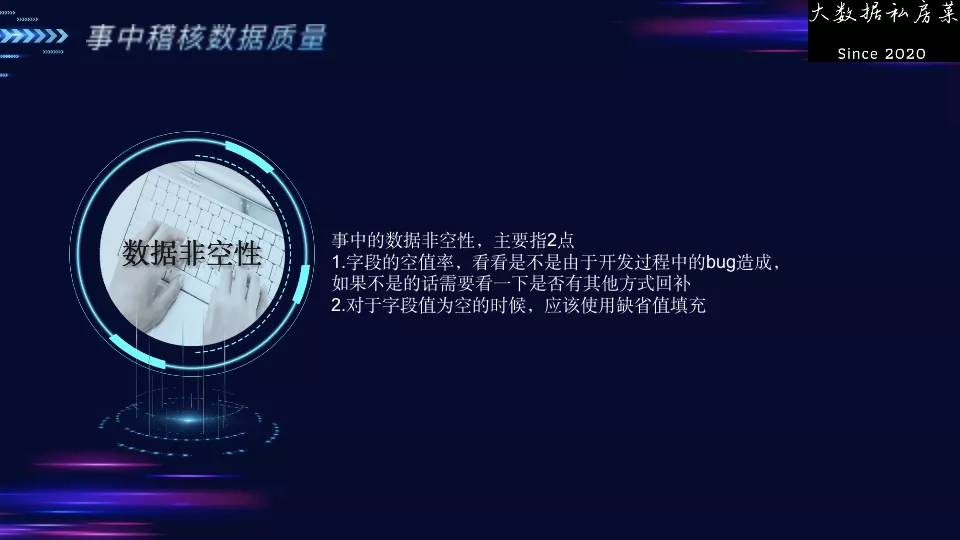 事中稽核数据质量
大数据私房菜
Since 2020
数据非空性
事中的数据非空性，主要指2点
1.字段的空值率，看看是不是由于开发过程中的bug造成，
如果不是的话需要看一下是否有其他方式回补
2.对于字段值为空的时候，应该使用缺省值填充